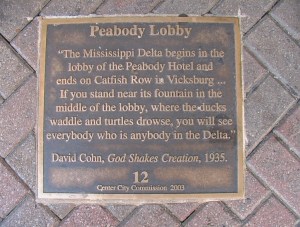 Peabody Lobby
"The Mississippi Delta begins in the
lobby of the Peabody Hotel and
ends on Catfish Row in Vicksburg ...
If you stand near its fountain in the
middle of the lobby, where the ducks
waddle and turtles drowse, you will see
everybody who is anybody in the Delta."
David Cohn, God Shakes Creation, 1935.
12
Center City Commission 2003